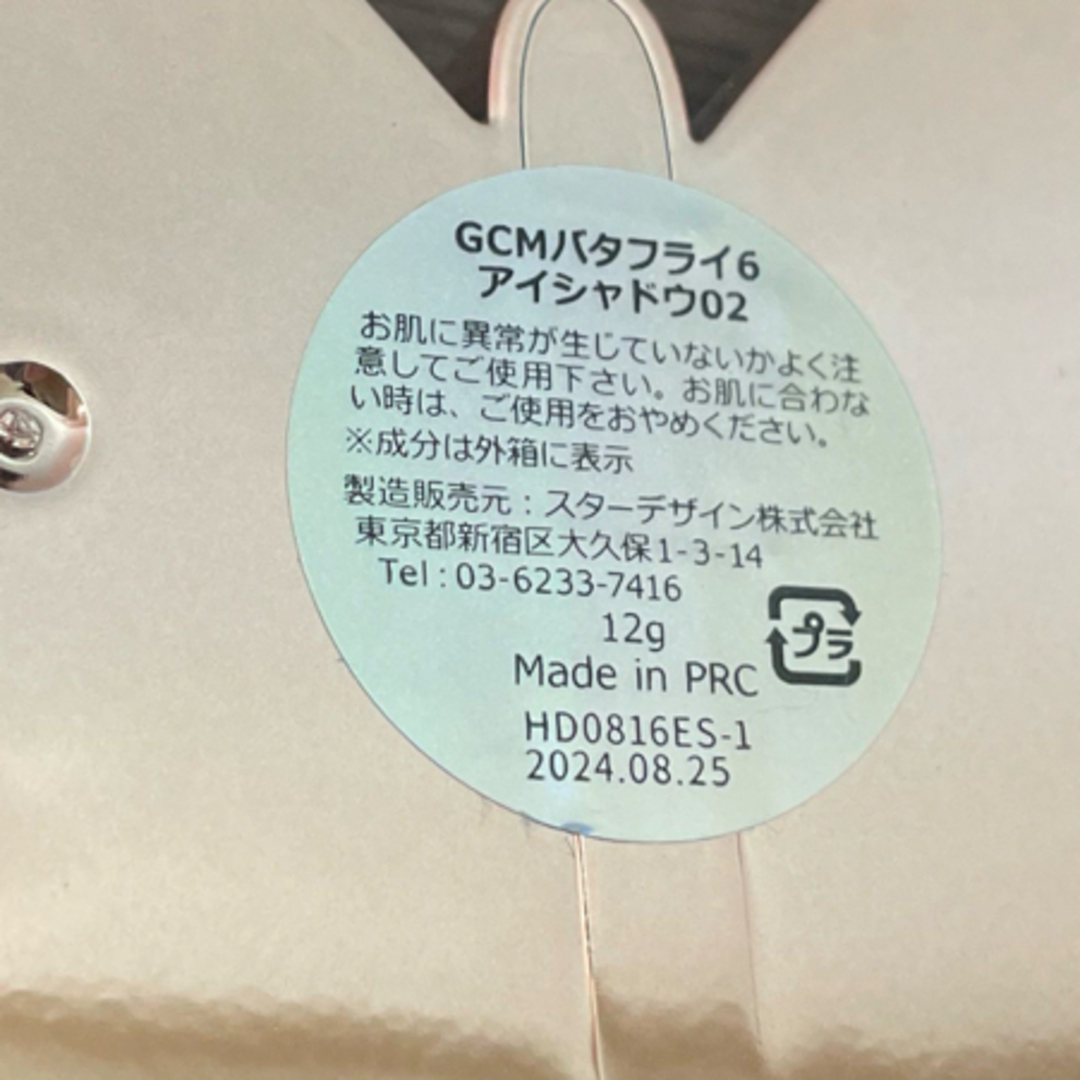 GCMバタフライ6
アイシャドウ02
お肌に異常が生じていないかよく注
意してご使用下さい。お肌に合わな
い時は、ご使用をおやめください。
※成分は外箱に表示
製造販売元：スターデザイン株式会社
東京都新宿区大久保1-3-14
Tel：03-6233-7416
12g
プラ
Made in PRC
HD0816ES-1
2024.08.25